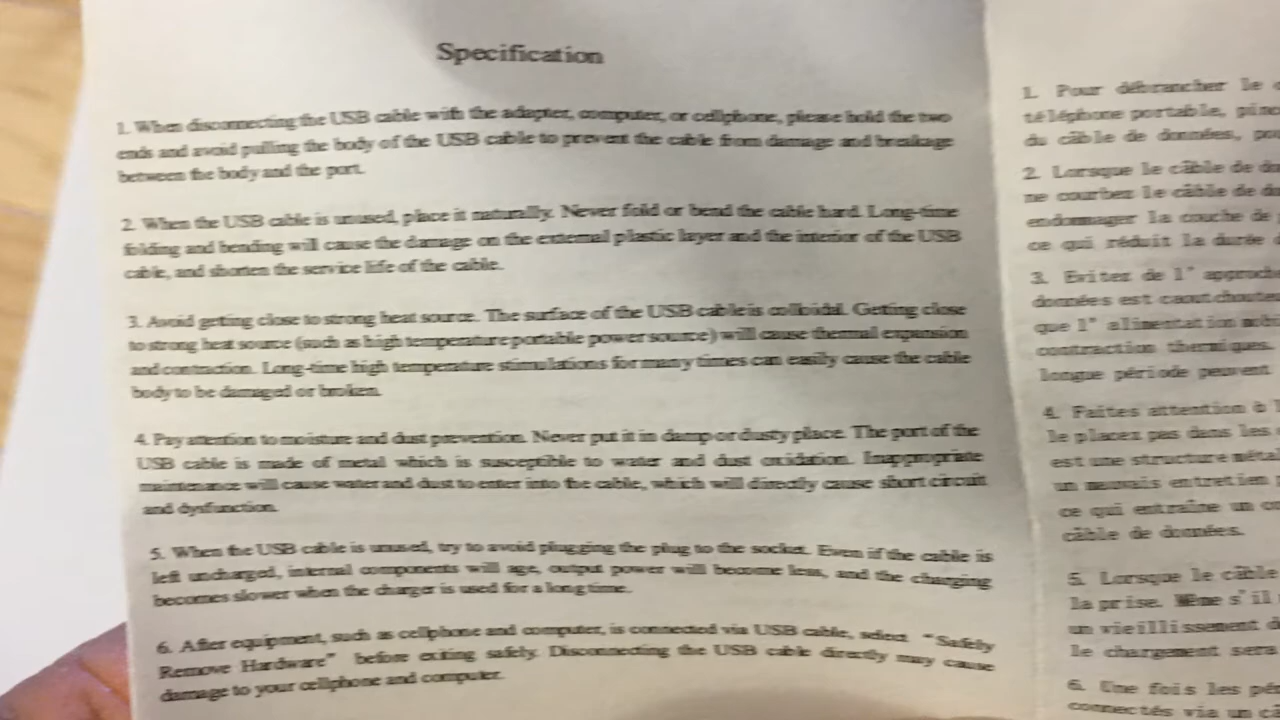 Specification
1. When disconnecting the USB cable with the adapter, computer, or cellphone, please hold the two
ends and avoid pulling the body of the USB cable to prevent the cable from damage and breakage
between the body and the port.
2. When the USB cable is unused, place it naturally. Never fold or bend the cable hard. Long-time
folding and bending will cause the damage on the external plastic layer and the interior of the USB
cable, and shorten the service life of the cable.
3. Avoid getting close to strong heat source. The surface of the USB cable is colloidal. Getting close
to strong heat source (such as high temperature portable power source) will cause thermal expansion
and contraction. Long-time high temperature stimulations for many times can easily cause the cable
body to be damaged or broken.
4. Pay attention to moisture and dust prevention. Never put it in damp or dusty place. The port of the
USB cable is made of metal which is susceptible to water and dust oxidation. Inappropriate
maintenance will cause water and dust to enter into the cable, which will directly cause short circuit
and dysfunction.
5. When the USB cable is unused, try to avoid plugging the plug to the socket. Even if the cable is
left uncharged, internal components will age, output power will become less, and the charging
becomes slower when the charger is used for a long time.
6. After equipment, such as cellphone and computer, is connected via USB cable, select "Safely
Remove Hardware" before exiting safely. Disconnecting the USB cable directly may cause
damage to your cellphone and computer.
1. Pour débrancher le
téléphone portable,
du câble de données,
2. Lorsque le câble de
ne courbez le câble de
endommager la couche de
ce qui réduit la durée
3. Evitez de l'
données est caoutchoute
que l'alimentation
contraction thermiques.
longue période peuvent
4. Faites attention à
le placez pas dans les
est une structure
un mauvais entretien
ce qui entraîne un
câble de données.
5. Lorsque le câble
la prise. Même s'il
un vieillissement
le chargement sera
6. Une fois les
connectés via un